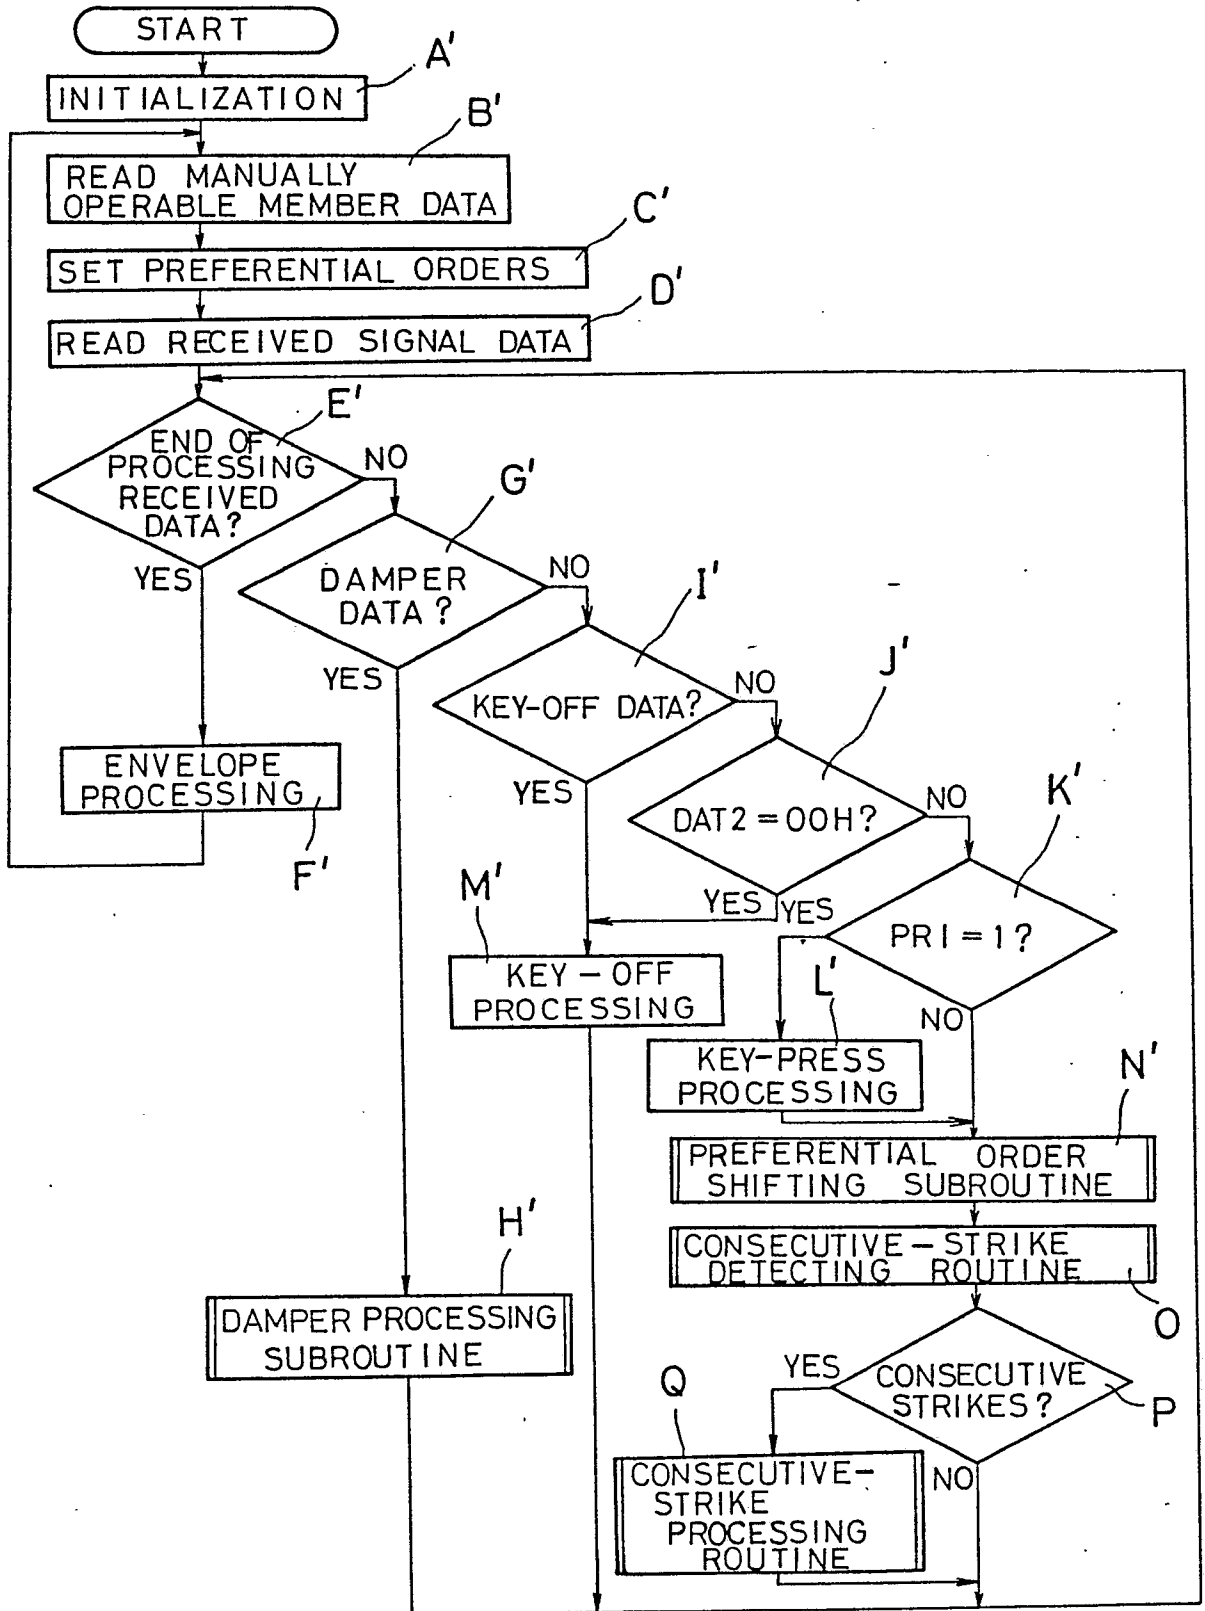 START
A'
INITIALIZATION
B'
READ MANUALLY
OPERABLE MEMBER DATA
C'
SET PREFERENTIAL ORDERS
D'
READ RECEIVED SIGNAL DATA
E'
END OF
PROCESSING
RECEIVED
DATA?
NO
YES
G'
DAMPER
DATA?
NO
YES
I'
KEY-OFF DATA?
NO
YES
J'
DAT2=00H?
NO
YES
K'
PRI=1?
YES
NO
ENVELOPE
PROCESSING
F'
M'
KEY-OFF
PROCESSING
L'
KEY-PRESS
PROCESSING
N'
PREFERENTIAL ORDER
SHIFTING SUBROUTINE
CONSECUTIVE-STRIKE
DETECTING ROUTINE
O
H'
DAMPER PROCESSING
SUBROUTINE
CONSECUTIVE
STRIKES?
P
YES
NO
Q
CONSECUTIVE-
STRIKE
PROCESSING
ROUTINE